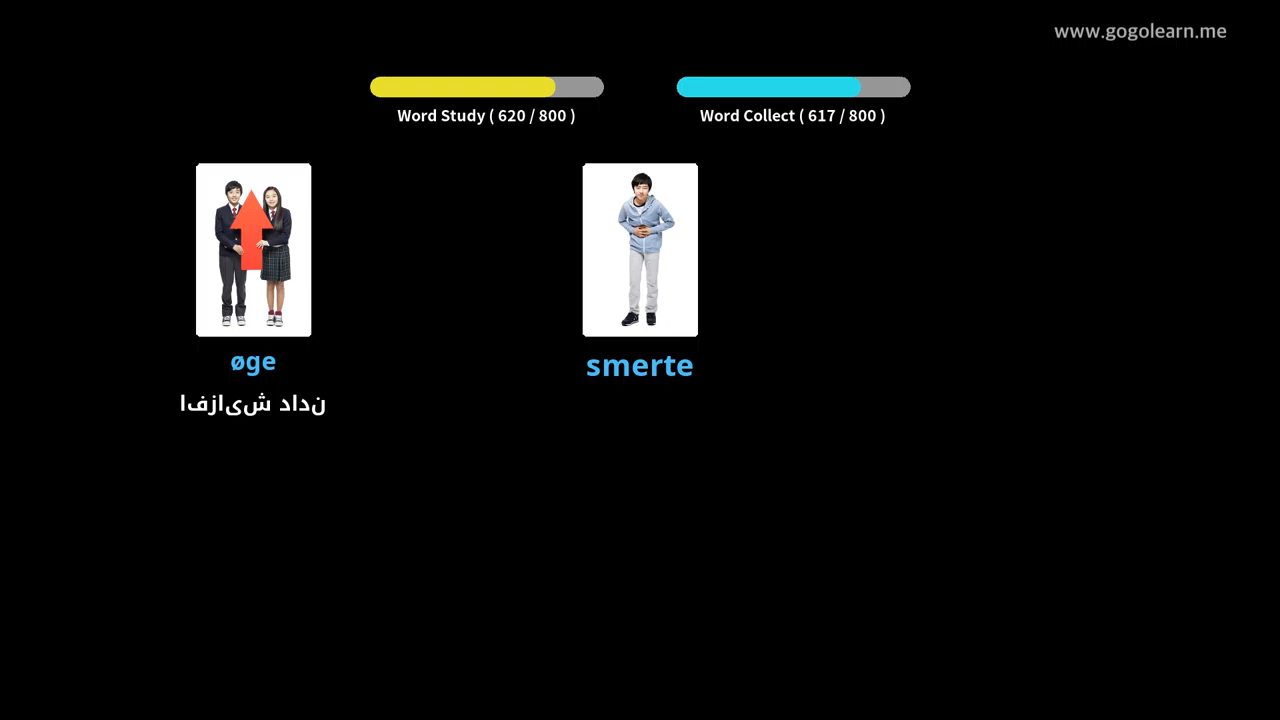 www.gogolearn.me
Word Study ( 620 / 800 )
Word Collect ( 617 / 800 )
øge
افزایش دادن
smerte